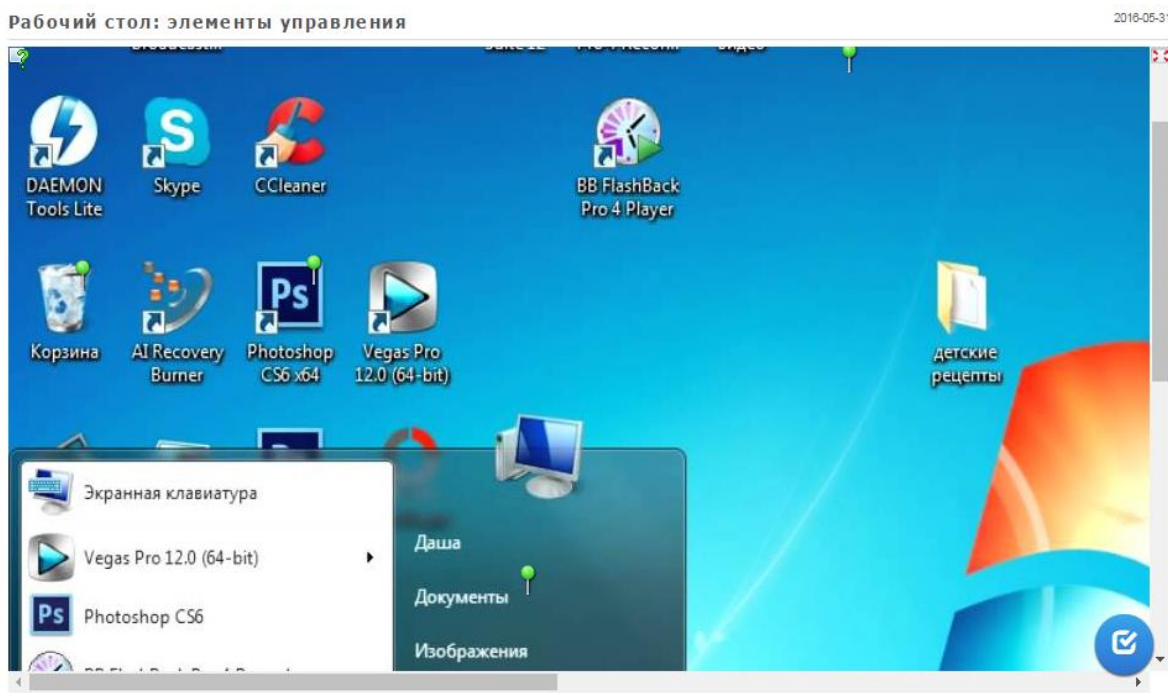 Рабочий стол: элементы управления
2016-05-31
DAEMON
Tools Lite
Skype
CCleaner
BB FlashBack
Pro 4 Player
Корзина
AI Recovery
Burner
Photoshop
CS6 x64
Vegas Pro
12.0 (64-bit)
детские
рецепты
Экранная клавиатура
Vegas Pro 12.0 (64-bit)
Photoshop CS6
Даша
Документы
Изображения